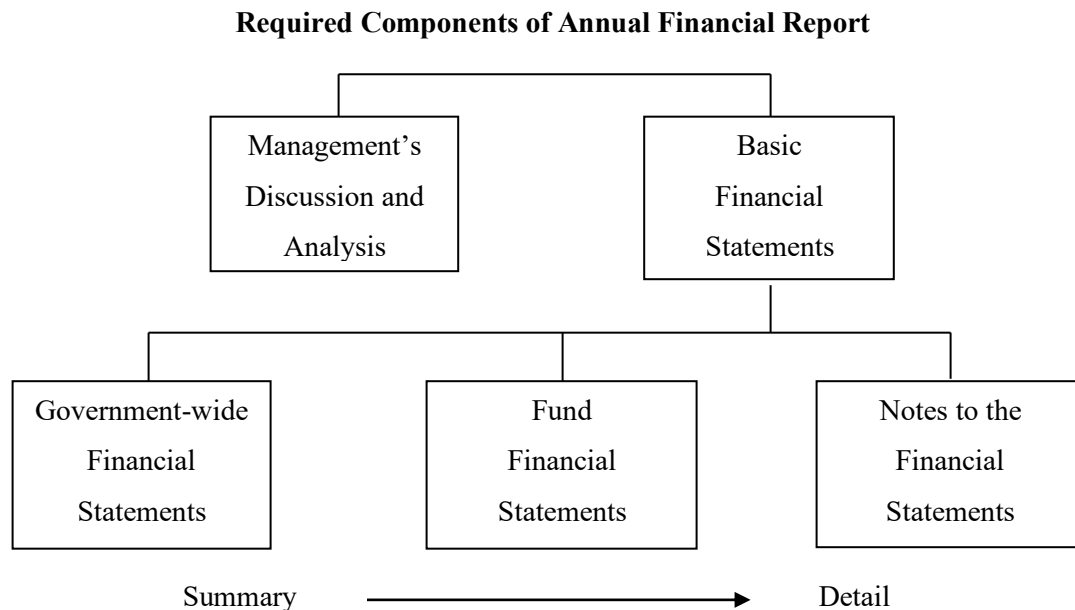 Required Components of Annual Financial Report
Management’s
Discussion and
Analysis
Basic
Financial
Statements
Government-wide
Financial
Statements
Fund
Financial
Statements
Notes to the
Financial
Statements
Summary
Detail